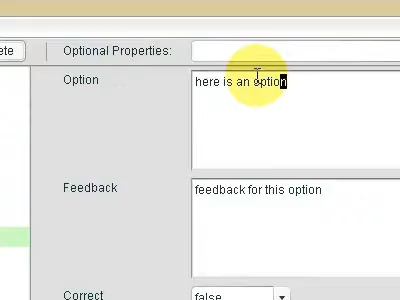 ete
Optional Properties:
Option
here is an option
Feedback
feedback for this option
Correct
false